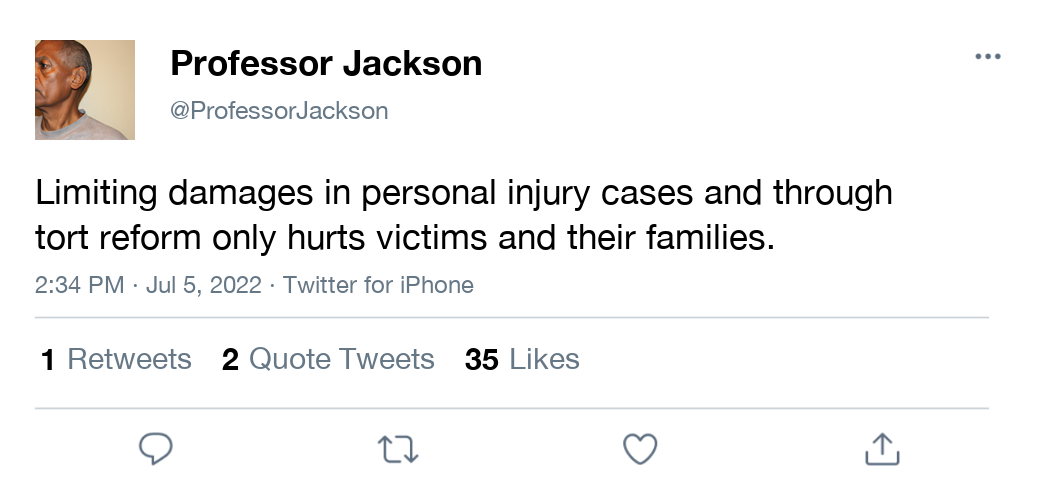 Professor Jackson
@ProfessorJackson
Limiting damages in personal injury cases and through
tort reform only hurts victims and their families.
2:34 PM · Jul 5, 2022 · Twitter for iPhone
1 Retweets 2 Quote Tweets 35 Likes